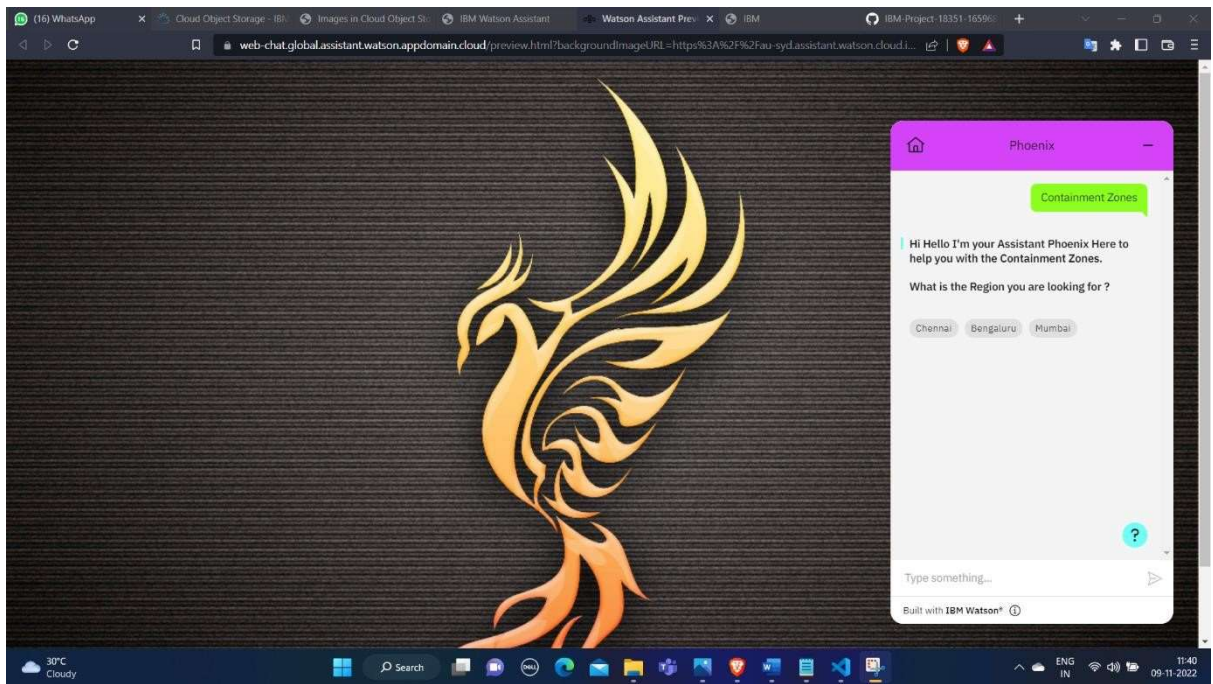 (16) WhatsApp
Cloud Object Storage - IBM
Images in Cloud Object Sto
IBM Watson Assistant
Watson Assistant Prev
IBM
IBM-Project-18351-16596
web-chat.global.assistant.watson.appdomain.cloud/preview.html?backgroundImageURL=https%3A%2F%2Fau-syd.assistant.watson.cloud.i...
Phoenix
Containment Zones
Hi Hello I'm your Assistant Phoenix Here to
help you with the Containment Zones.
What is the Region you are looking for ?
Chennai Bengaluru Mumbai
?
Type something...
Built with IBM Watson®
30°C
Cloudy
Search
DELL
ENG
IN
11:40
09-11-2022